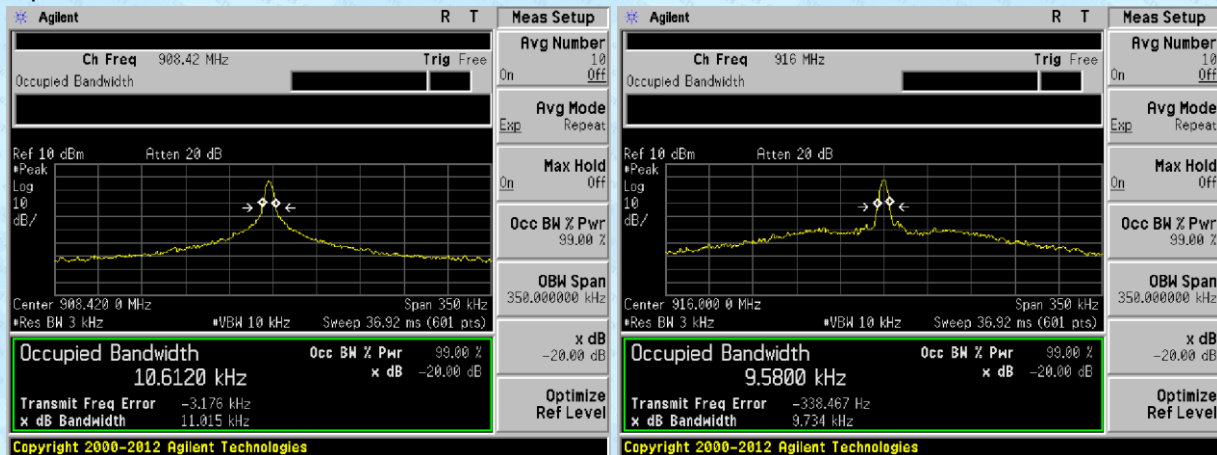 Agilent R T
Ch Freq 908.42 MHz Trig Free
Occupied Bandwidth
Ref 10 dBm Atten 20 dB
#Peak
Log
10
dB/
Center 908.420 0 MHz Span 350 kHz
#Res BW 3 kHz #VBW 10 kHz Sweep 36.92 ms (601 pts)
Occupied Bandwidth Occ BW % Pwr 99.00 %
10.6120 kHz x dB -20.00 dB
Transmit Freq Error -3.176 kHz
x dB Bandwidth 11.015 kHz
Copyright 2000-2012 Agilent Technologies
Meas Setup
Avg Number
10
On Off
Avg Mode
Exp Repeat
Max Hold
On Off
Occ BW % Pwr
99.00 %
OBW Span
350.000000 kHz
x dB
-20.00 dB
Optimize
Ref Level
Agilent R T
Ch Freq 916 MHz Trig Free
Occupied Bandwidth
Ref 10 dBm Atten 20 dB
#Peak
Log
10
dB/
Center 916.000 0 MHz Span 350 kHz
#Res BW 3 kHz #VBW 10 kHz Sweep 36.92 ms (601 pts)
Occupied Bandwidth Occ BW % Pwr 99.00 %
9.5800 kHz x dB -20.00 dB
Transmit Freq Error -338.467 Hz
x dB Bandwidth 9.734 kHz
Copyright 2000-2012 Agilent Technologies
Meas Setup
Avg Number
10
On Off
Avg Mode
Exp Repeat
Max Hold
On Off
Occ BW % Pwr
99.00 %
OBW Span
350.000000 kHz
x dB
-20.00 dB
Optimize
Ref Level